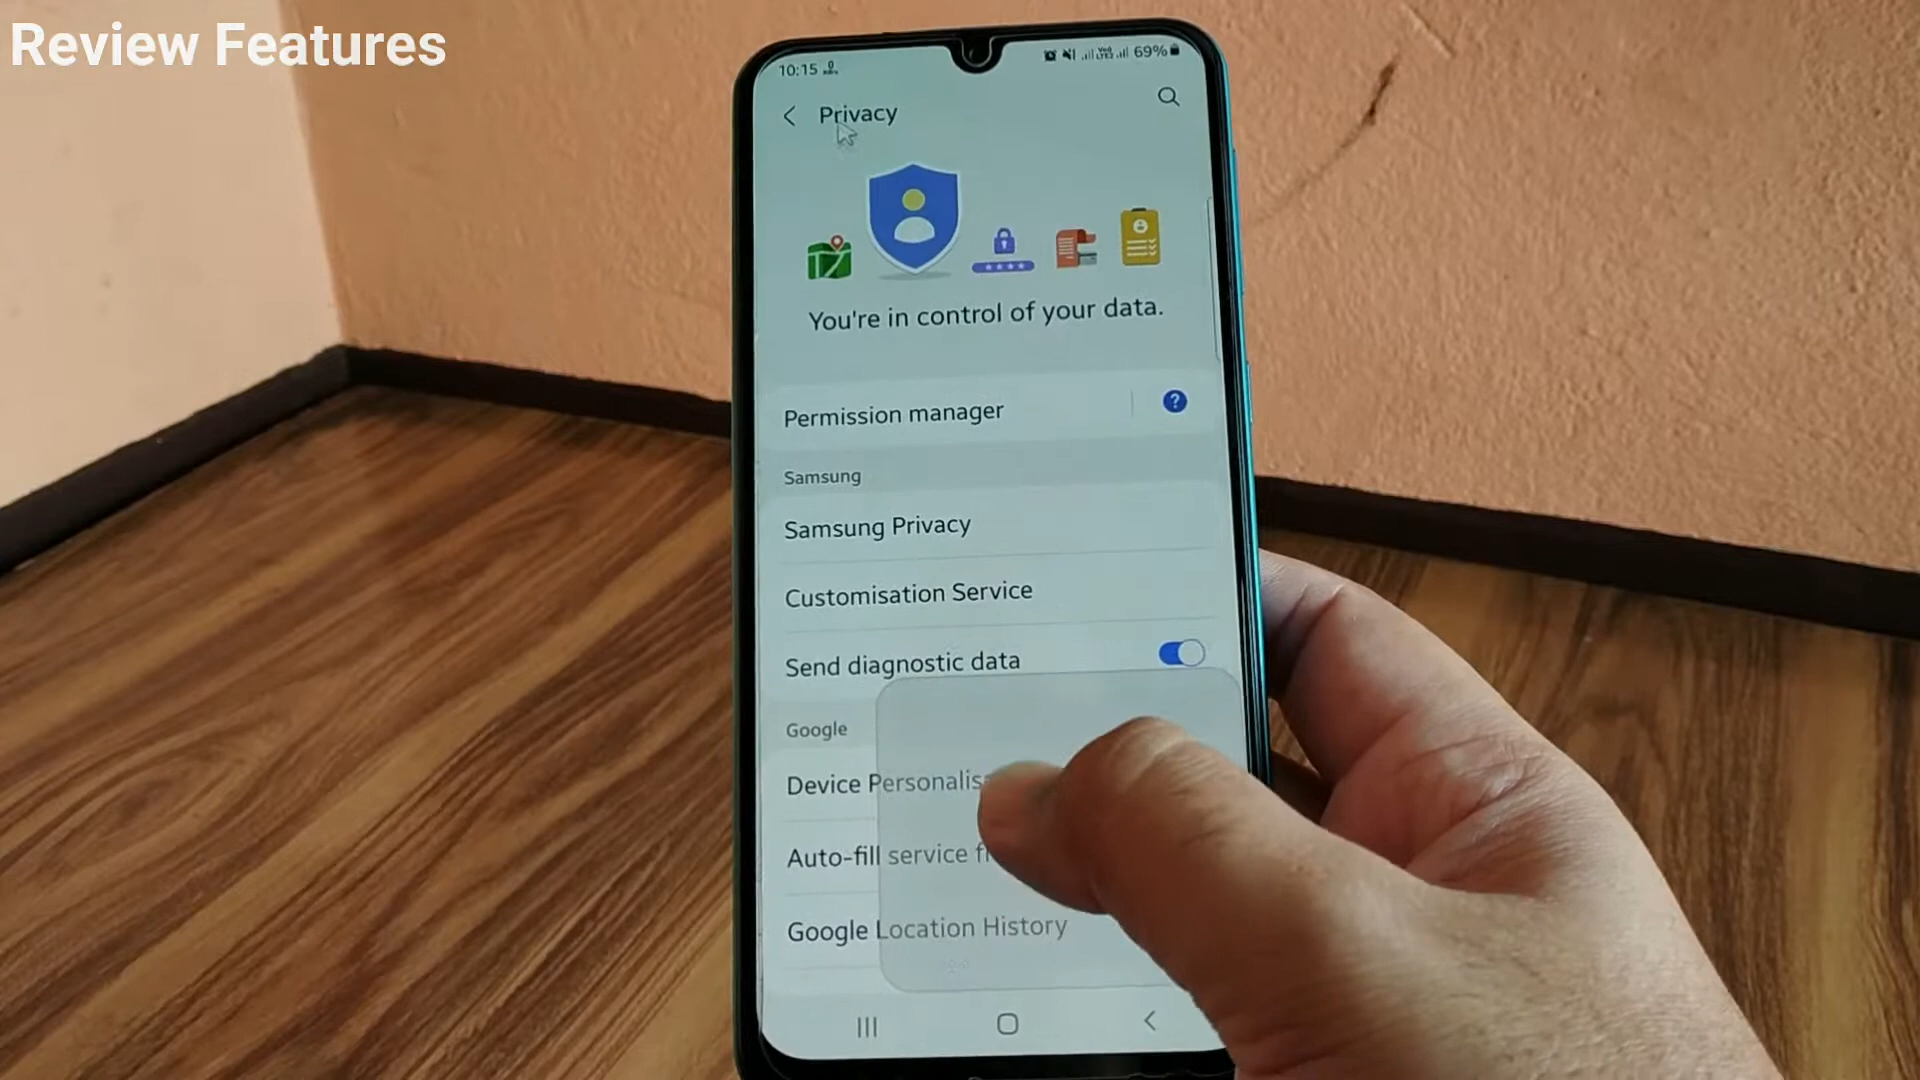 Review Features
10:15
69%
Privacy
You're in control of your data.
Permission manager
?
Samsung
Samsung Privacy
Customisation Service
Send diagnostic data
Google
Device Personalis
Auto-fill service f
Google Location History